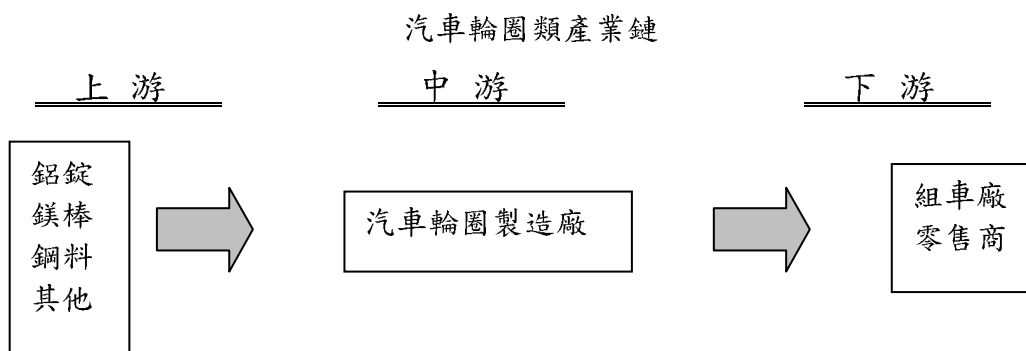 汽車輪圈類產業鏈
上 游
中 游
下 游
鋁錠
鎂棒
鋼料
其他
汽車輪圈製造廠
組車廠
零售商